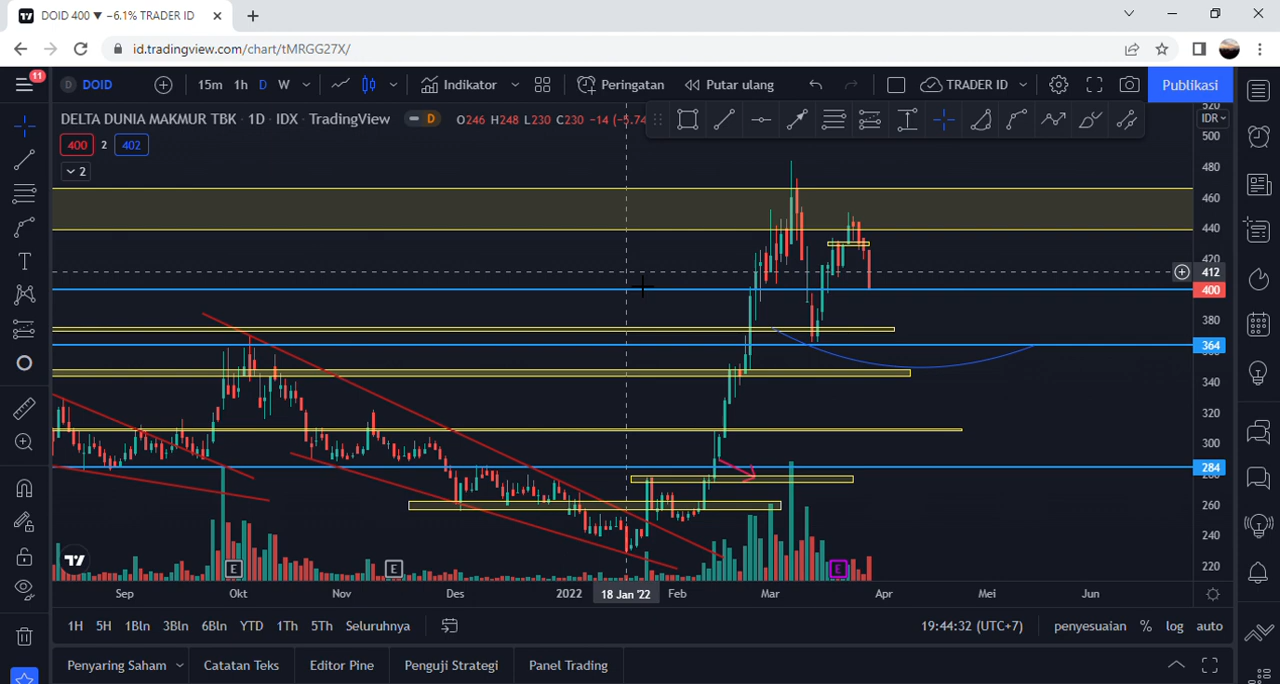 DOID 400 ▼ −6.1% TRADER ID
id.tradingview.com/chart/tMRGG27X/
11
D DOID 15m 1h D W Indikator Peringatan Putar ulang TRADER ID Publikasi
DELTA DUNIA MAKMUR TBK · 1D · IDX · TradingView D O246 H248 L230 C230 −14 (−5.74
400 2 402
2
520
IDR
500
480
460
440
420
412
400
380
364
340
320
300
284
260
240
220
E E E
Sep Okt Nov Des 2022 18 Jan '22 Feb Mar Apr Mei Jun
1H 5H 1Bln 3Bln 6Bln YTD 1Th 5Th Seluruhnya 19:44:32 (UTC+7) penyesuaian % log auto
Penyaring Saham Catatan Teks Editor Pine Penguji Strategi Panel Trading